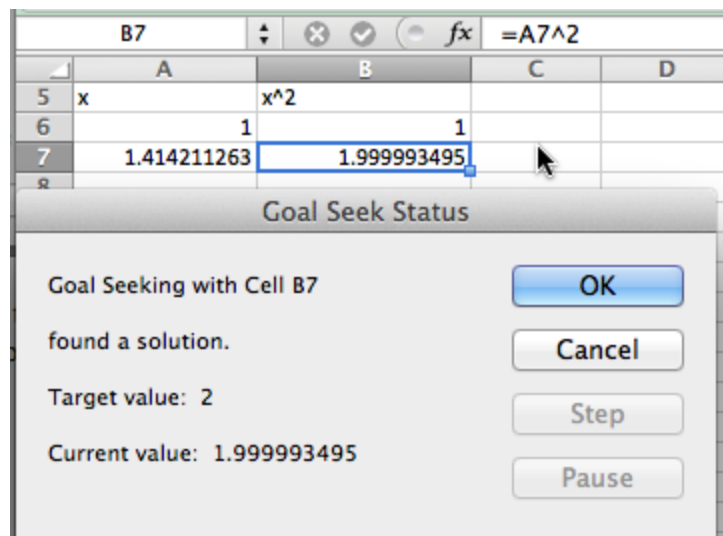 B7 fx =A7^2
A B C D
5 x x^2
6 1 1
7 1.414211263 1.999993495
8
Goal Seek Status
Goal Seeking with Cell B7 OK
found a solution. Cancel
Target value: 2 Step
Current value: 1.999993495 Pause